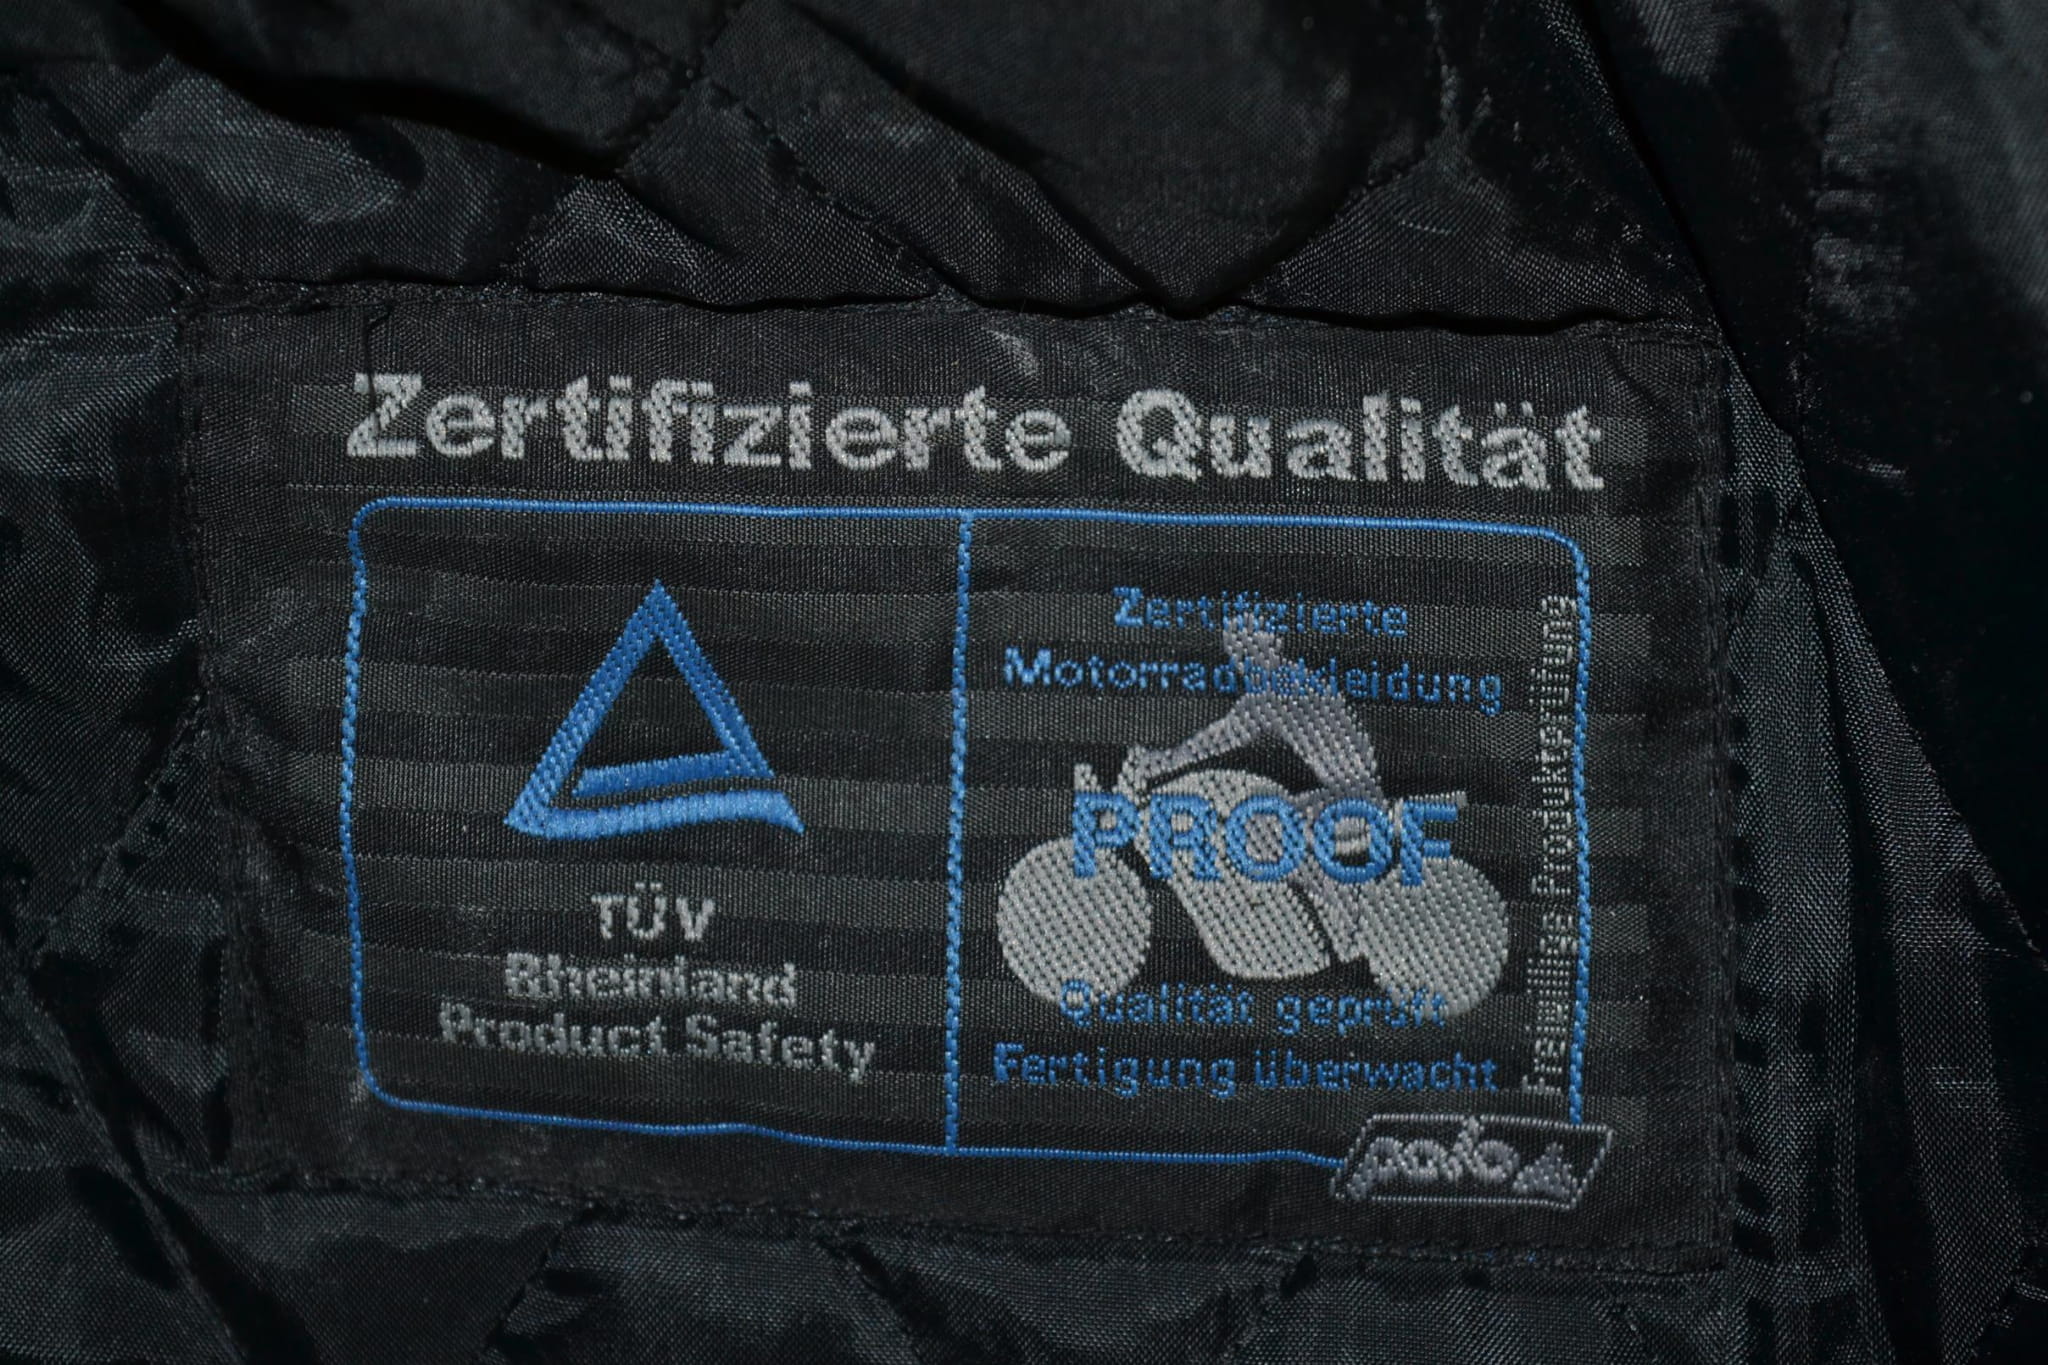 Zertifizierte Qualität
TÜV
Rheinland
Product Safety
Zertifizierte
Motorradbekleidung
PROOF
Qualität geprüft
Fertigung überwacht
Freiwillige Produktprüfung
polo